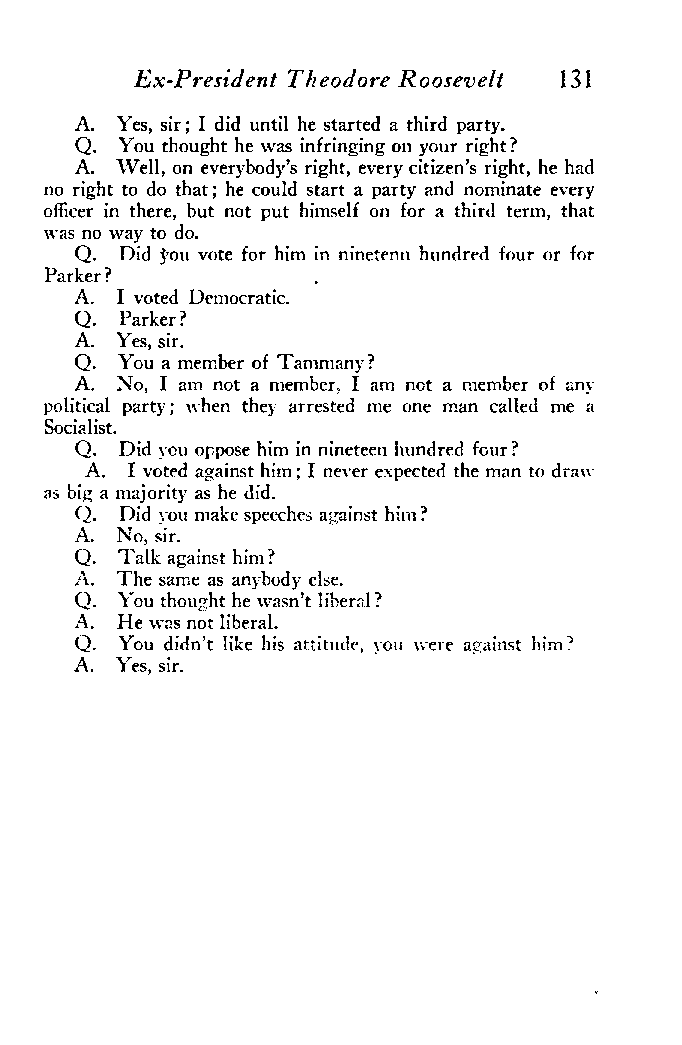 Ex-President Theodore Roosevelt 131
A. Yes, sir; I did until he started a third party.
Q. You thought he was infringing on your right?
A. Well, on everybody's right, every citizen's right, he had
no right to do that; he could start a party and nominate every
officer in there, but not put himself on for a third term, that
was no way to do.
Q. Did you vote for him in nineteen hundred four or for
Parker?
A. I voted Democratic.
Q. Parker?
A. Yes, sir.
Q. You a member of Tammany?
A. No, I am not a member, I am not a member of any
political party; when they arrested me one man called me a
Socialist.
Q. Did you oppose him in nineteen hundred four?
A. I voted against him; I never expected the man to draw
as big a majority as he did.
Q. Did you make speeches against him?
A. No, sir.
Q. Talk against him?
A. The same as anybody else.
Q. You thought he wasn't liberal?
A. He was not liberal.
Q. You didn't like his attitude, you were against him?
A. Yes, sir.